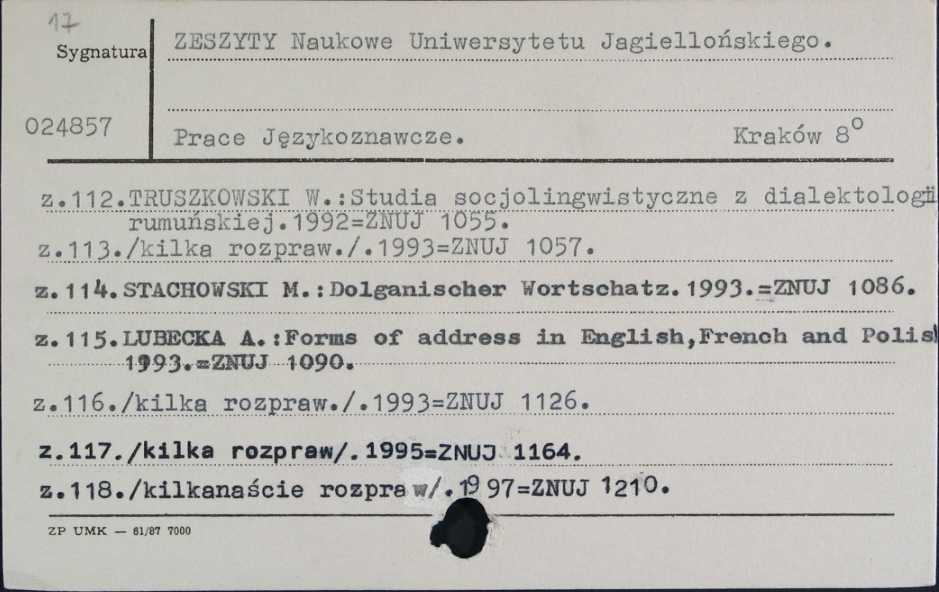 17
Sygnatura
ZESZYTY Naukowe Uniwersytetu Jagiellońskiego.
024857
Prace Językoznawcze. Kraków 8°
z.112.TRUSZKOWSKI W.:Studia socjolingwistyczne z dialektologii
rumuńskiej.1992=ZNUJ 1055.
z.113./kilka rozpraw./.1993=ZNUJ 1057.
z.114.STACHOWSKI M.:Dolganischer Wortschatz.1993.=ZNUJ 1086.
z.115.LUBECKA A.:Forms of address in English,French and Polish
1993.=ZNUJ 1090.
z.116./kilka rozpraw./.1993=ZNUJ 1126.
z.117./kilka rozpraw/.1995=ZNUJ 1164.
z.118./kilkanaście rozpraw/.1997=ZNUJ 1210.
ZP UMK — 61/87 7000